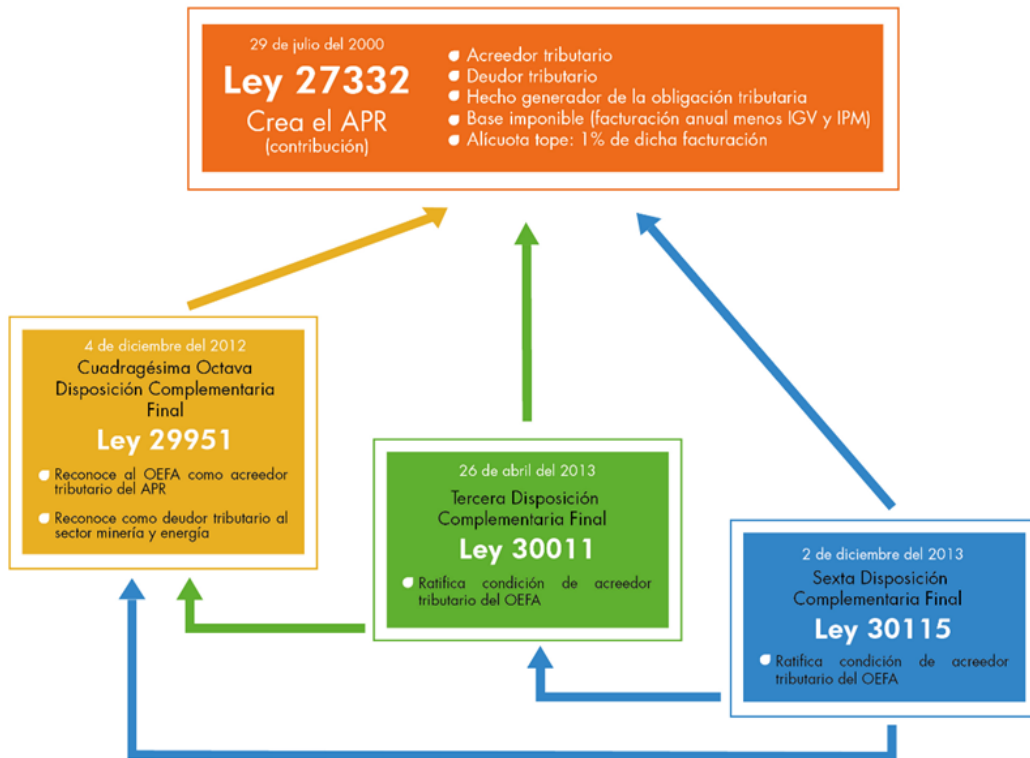 29 de julio del 2000
Ley 27332
Crea el APR
(contribución)
Acreedor tributario
Deudor tributario
Hecho generador de la obligación tributaria
Base imponible (facturación anual menos IGV y IPM)
Alícuota tope: 1% de dicha facturación
4 de diciembre del 2012
Cuadragésima Octava
Disposición Complementaria
Final
Ley 29951
Reconoce al OEFA como acreedor
tributario del APR
Reconoce como deudor tributario al
sector minería y energía
26 de abril del 2013
Tercera Disposición
Complementaria Final
Ley 30011
Ratifica condición de acreedor
tributario del OEFA
2 de diciembre del 2013
Sexta Disposición
Complementaria Final
Ley 30115
Ratifica condición de acreedor
tributario del OEFA